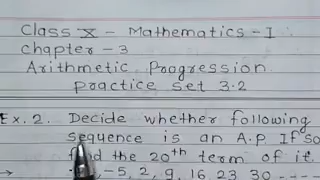 Class X - Mathematics - I
chapter - 3
Arithmetic Progression
practice set 3.2
Ex. 2. Decide whether following
sequence is an A.P If so
find the 20th term of it
-5, 2, 9, 16, 23, 30 ----